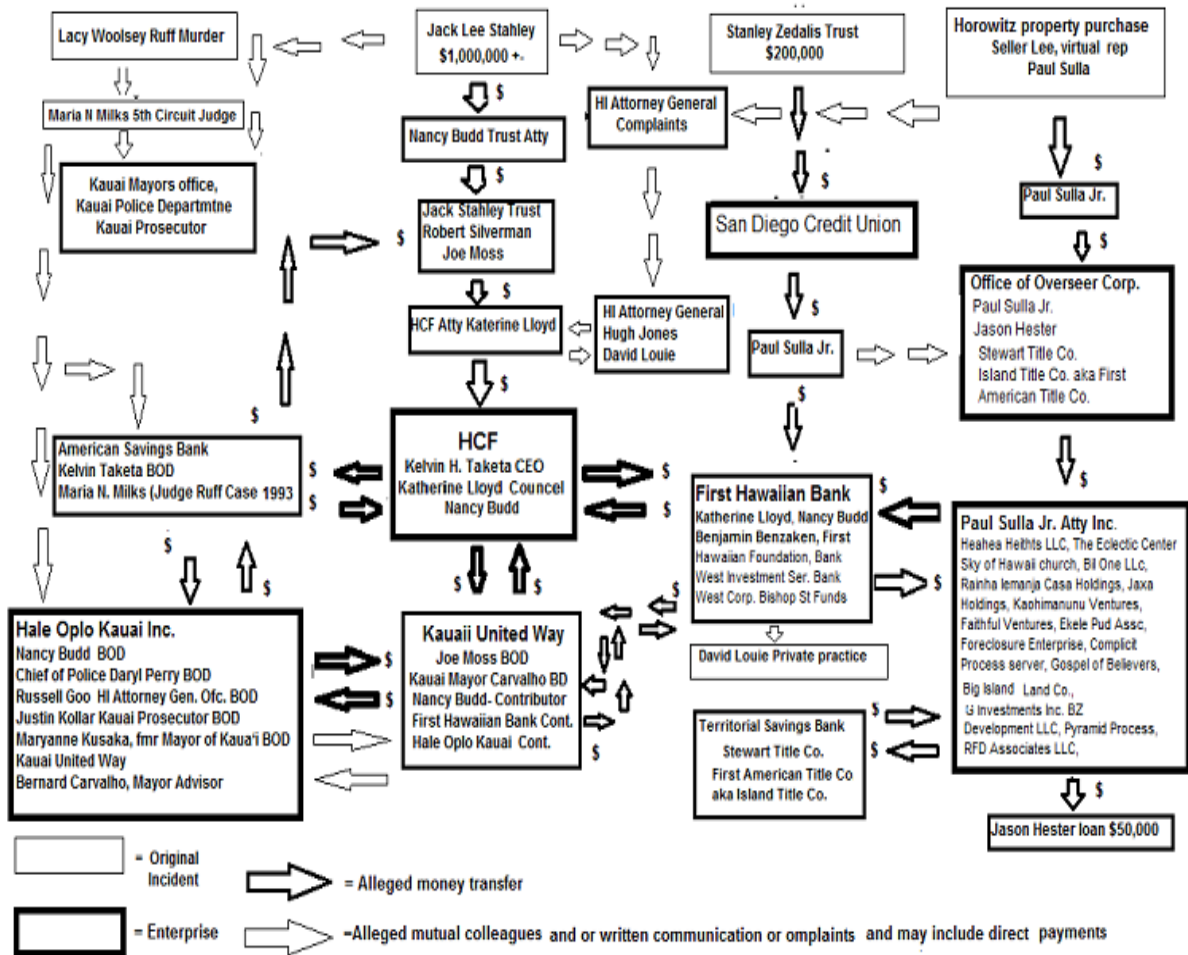 Lacy Woolsey Ruff Murder
Jack Lee Stahley
$1,000,000 +-
Stanley Zedalis Trust
$200,000
Horowitz property purchase
Seller Lee, virtual rep
Paul Sulla
Maria N Milks 5th Circuit Judge
$
HI Attorney General
Complaints
Nancy Budd Trust Atty
$
$
$
Kauai Mayors office,
Kauai Police Departmtne
Kauai Prosecutor
$
Jack Stahley Trust
Robert Silverman
Joe Moss
San Diego Credit Union
Paul Sulla Jr.
$
$
$
Office of Overseer Corp.
Paul Sulla Jr.
Jason Hester
Stewart Title Co.
Island Title Co. aka First
American Title Co.
HCF Atty Katerine Lloyd
HI Attorney General
Hugh Jones
David Louie
Paul Sulla Jr.
$
$
$
American Savings Bank
Kelvin Taketa BOD
Maria N. Milks (Judge Ruff Case 1993
$
$
HCF
Kelvin H. Taketa CEO
Katherine Lloyd Councel
Nancy Budd
$
$
$
First Hawaiian Bank
Katherine Lloyd, Nancy Budd
Benjamin Benzaken, First
Hawaiian Foundation, Bank
West Investment Ser. Bank
West Corp. Bishop St Funds
$
$
Paul Sulla Jr. Atty Inc.
Heahea Heithts LLC, The Eclectic Center
Sky of Hawaii church, Bil One LLc,
Rainha Iemanja Casa Holdings, Jaxa
Holdings, Kaohimanunu Ventures,
Faithful Ventures, Ekele Pud Assc,
Foreclosure Enterprise, Complicit
Process server, Gospel of Believers,
Big Island Land Co.,
G Investments Inc. BZ
Development LLC, Pyramid Process,
RFD Associates LLC,
$
$
$
$
Hale Oplo Kauai Inc.
Nancy Budd BOD
Chief of Police Daryl Perry BOD
Russell Goo HI Attorney Gen. Ofc. BOD
Justin Kollar Kauai Prosecutor BOD
Maryanne Kusaka, fmr Mayor of Kaua'i BOD
Kauai United Way
Bernard Carvalho, Mayor Advisor
$
$
Kauaii United Way
Joe Moss BOD
Kauai Mayor Carvalho BD
Nancy Budd- Contributor
First Hawaiian Bank Cont.
Hale Oplo Kauai Cont.
$
$
$
$
David Louie Private practice
Territorial Savings Bank
Stewart Title Co.
First American Title Co
aka Island Title Co.
$
$
$
Jason Hester loan $50,000
= Original
Incident
= Alleged money transfer
= Enterprise
=Alleged mutual colleagues and or written communication or omplaints and may include direct payments